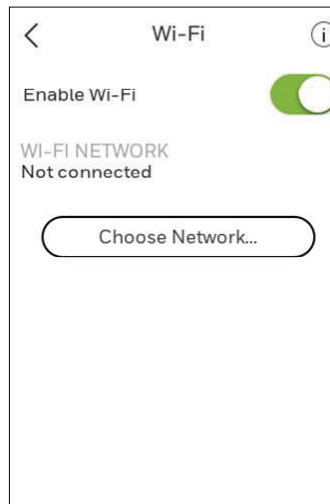 Wi-Fi
Enable Wi-Fi
WI-FI NETWORK
Not connected
Choose Network...